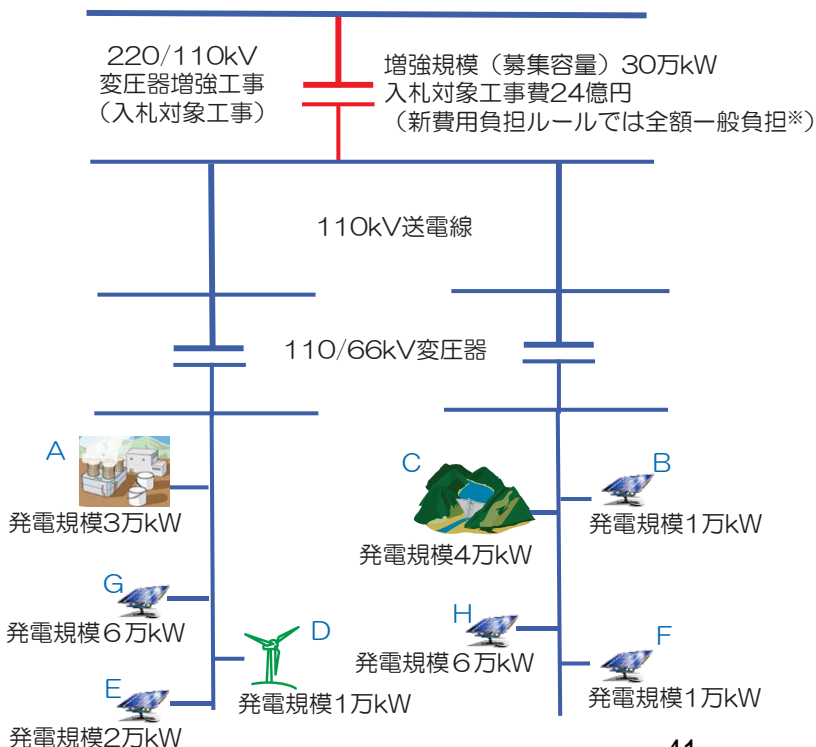 220/110kV
変圧器増強工事
（入札対象工事）
増強規模（募集容量）30万kW
入札対象工事費24億円
（新費用負担ルールでは全額一般負担※）
110kV送電線
110/66kV変圧器
A
発電規模3万kW
C
発電規模4万kW
B
発電規模1万kW
G
発電規模６万kW
D
発電規模1万kW
H
発電規模６万kW
F
発電規模1万kW
E
発電規模2万kW